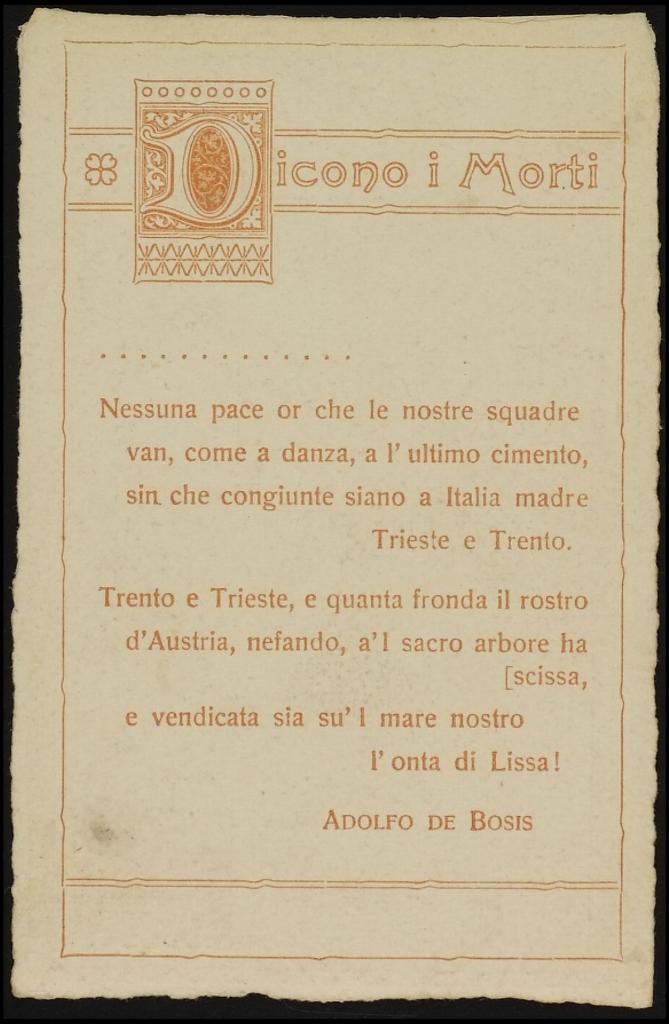 Dicono i Morti
. . . . . . . . . . . . .
Nessuna pace or che le nostre squadre
van, come a danza, a l' ultimo cimento,
sin che congiunte siano a Italia madre
Trieste e Trento.
Trento e Trieste, e quanta fronda il rostro
d'Austria, nefando, a'l sacro arbore ha
[scissa,
e vendicata sia su' l mare nostro
l' onta di Lissa!
ADOLFO DE BOSIS